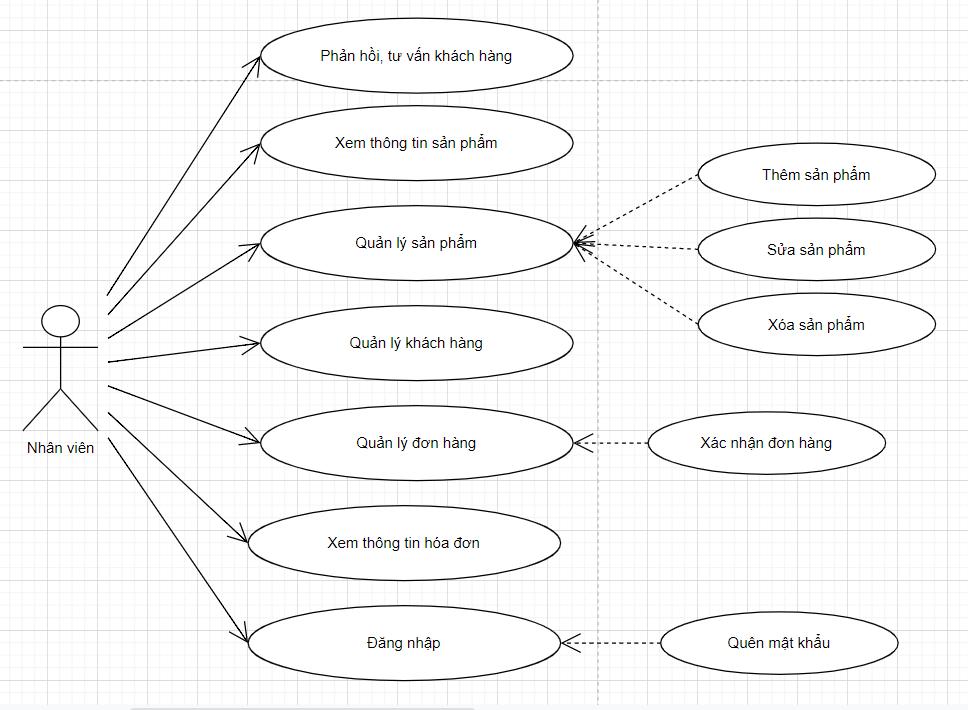 Phản hồi, tư vấn khách hàng
Xem thông tin sản phẩm
Thêm sản phẩm
Quản lý sản phẩm
Sửa sản phẩm
Xóa sản phẩm
Quản lý khách hàng
Nhân viên
Quản lý đơn hàng
Xác nhận đơn hàng
Xem thông tin hóa đơn
Đăng nhập
Quên mật khẩu